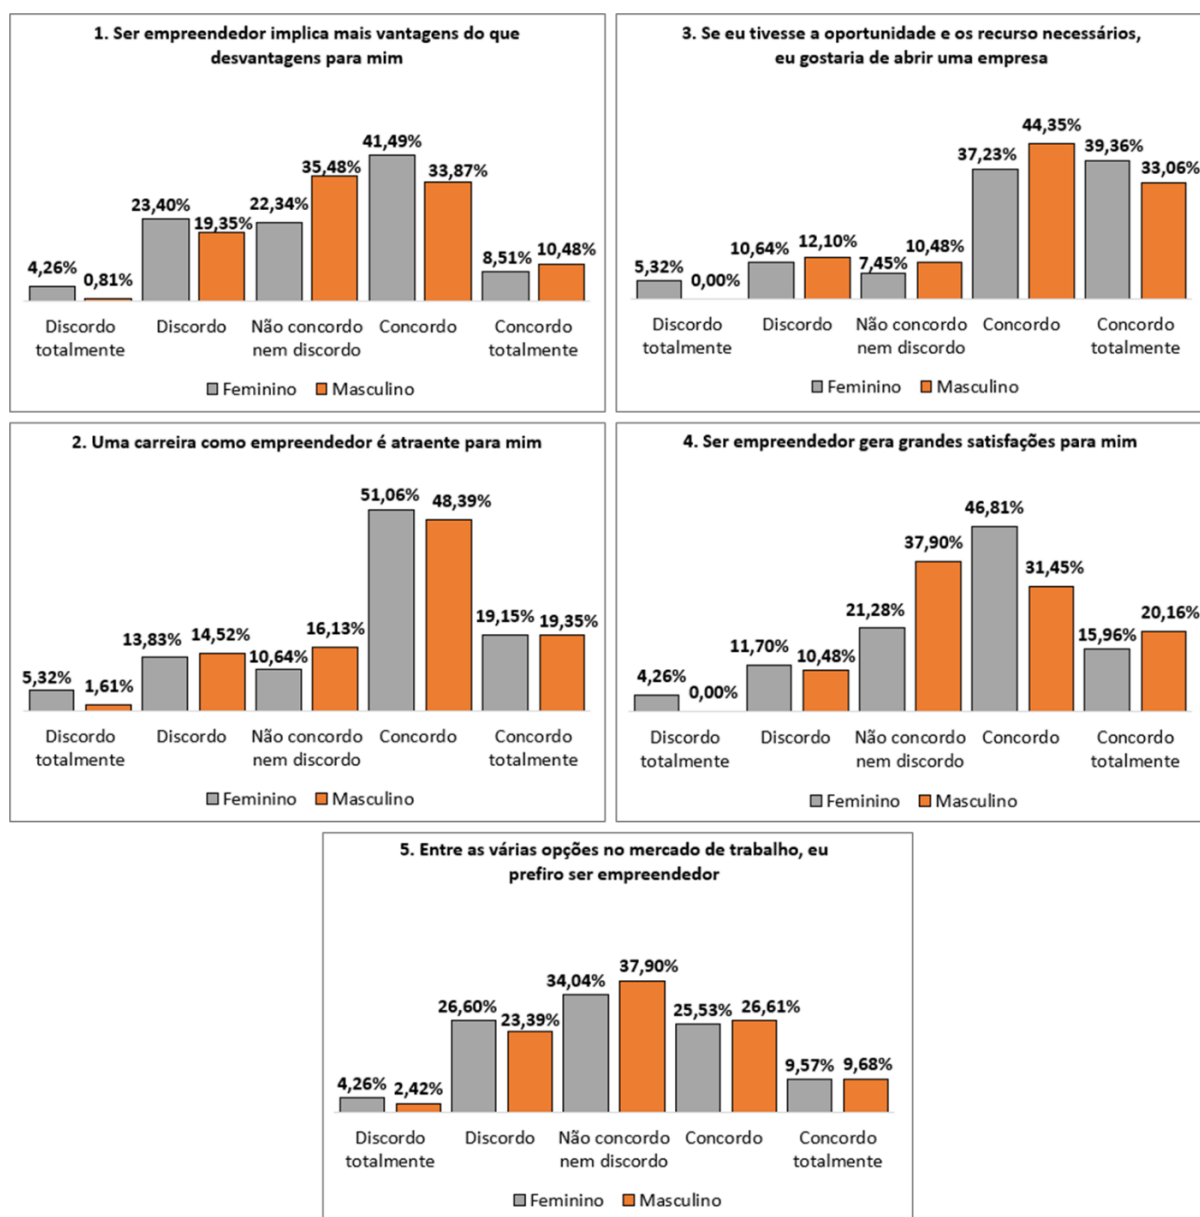 1. Ser empreendedor implica mais vantagens do que
desvantagens para mim
41,49%
35,48%
33,87%
23,40%
22,34%
19,35%
8,51%
10,48%
4,26%
0,81%
Discordo
totalmente
Discordo
Não concordo
nem discordo
Concordo
Concordo
totalmente
Feminino
Masculino
3. Se eu tivesse a oportunidade e os recurso necessários,
eu gostaria de abrir uma empresa
44,35%
37,23%
39,36%
33,06%
10,64%
12,10%
10,48%
5,32%
0,00%
7,45%
Discordo
totalmente
Discordo
Não concordo
nem discordo
Concordo
Concordo
totalmente
Feminino
Masculino
2. Uma carreira como empreendedor é atraente para mim
51,06%
48,39%
13,83%
14,52%
16,13%
19,15%
19,35%
10,64%
5,32%
1,61%
Discordo
totalmente
Discordo
Não concordo
nem discordo
Concordo
Concordo
totalmente
Feminino
Masculino
4. Ser empreendedor gera grandes satisfações para mim
46,81%
37,90%
31,45%
21,28%
20,16%
15,96%
11,70%
10,48%
4,26%
0,00%
Discordo
totalmente
Discordo
Não concordo
nem discordo
Concordo
Concordo
totalmente
Feminino
Masculino
5. Entre as várias opções no mercado de trabalho, eu
prefiro ser empreendedor
34,04%
37,90%
26,60%
23,39%
25,53%
26,61%
9,57%
9,68%
4,26%
2,42%
Discordo
totalmente
Discordo
Não concordo
nem discordo
Concordo
Concordo
totalmente
Feminino
Masculino